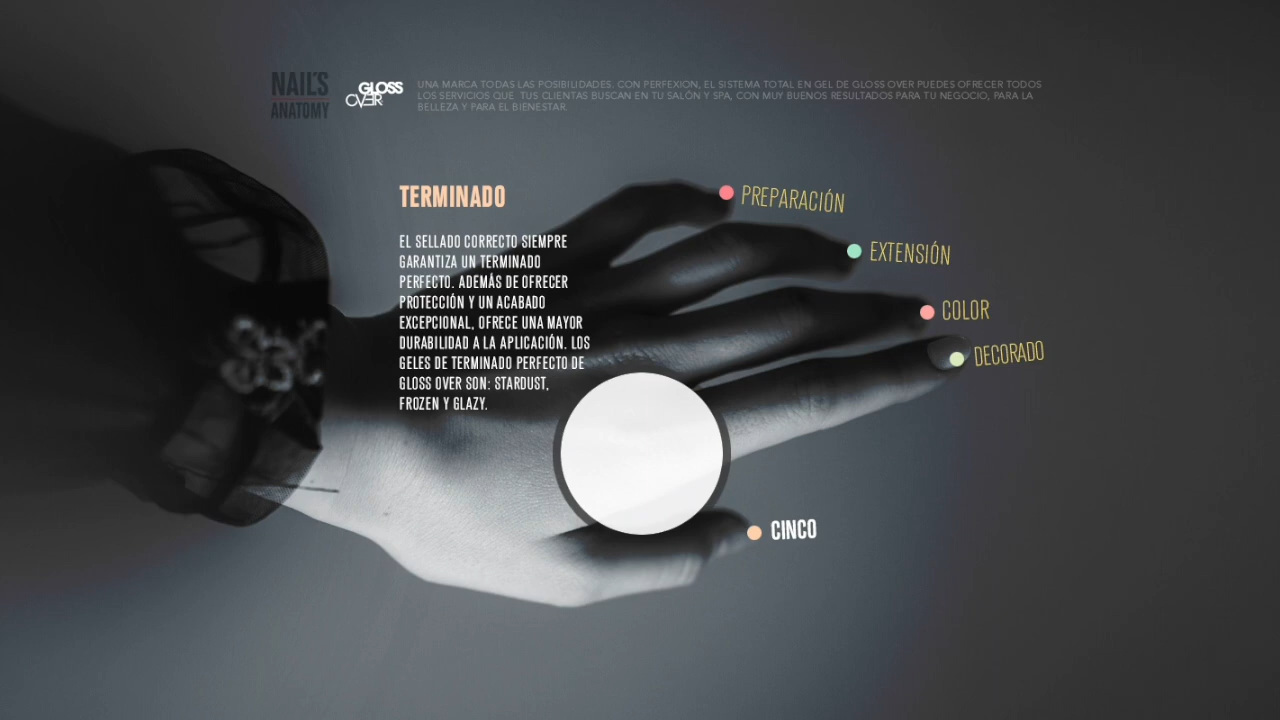 NAIL'S
ANATOMY
GLOSS
OVER
UNA MARCA TODAS LAS POSIBILIDADES. CON PERFEXION, EL SISTEMA TOTAL EN GEL DE GLOSS OVER PUEDES OFRECER TODOS
LOS SERVICIOS QUE TUS CLIENTAS BUSCAN EN TU SALÓN Y SPA, CON MUY BUENOS RESULTADOS PARA TU NEGOCIO, PARA LA
BELLEZA Y PARA EL BIENESTAR.
TERMINADO
EL SELLADO CORRECTO SIEMPRE
GARANTIZA UN TERMINADO
PERFECTO. ADEMÁS DE OFRECER
PROTECCIÓN Y UN ACABADO
EXCEPCIONAL, OFRECE UNA MAYOR
DURABILIDAD A LA APLICACIÓN. LOS
GELES DE TERMINADO PERFECTO DE
GLOSS OVER SON: STARDUST,
FROZEN Y GLAZY.
PREPARACIÓN
EXTENSIÓN
COLOR
DECORADO
CINCO